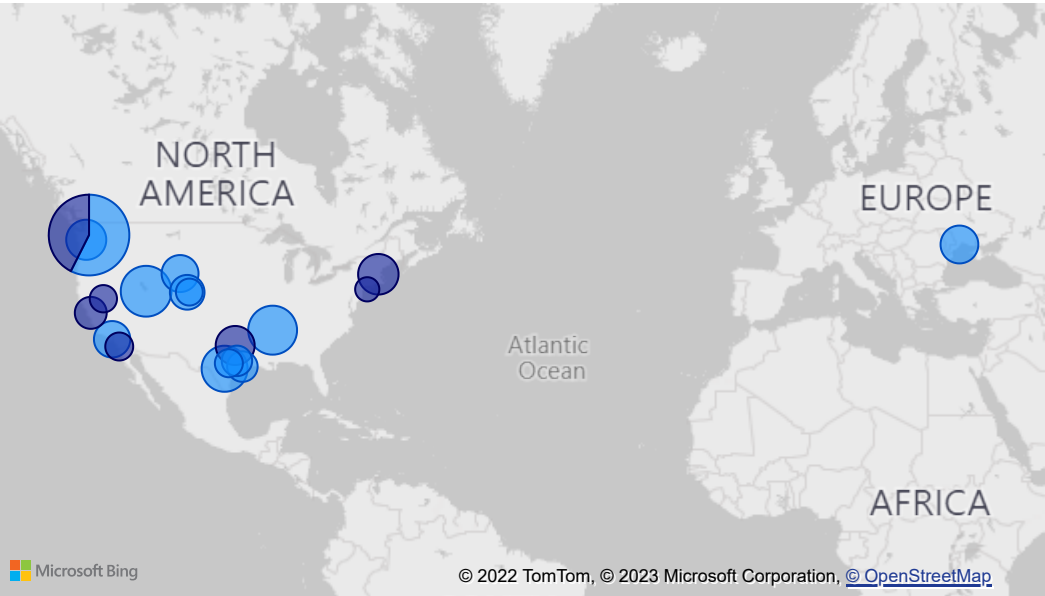 NORTH
AMERICA
EUROPE
Atlantic
Ocean
AFRICA
Microsoft Bing
© 2022 TomTom, © 2023 Microsoft Corporation, © OpenStreetMap